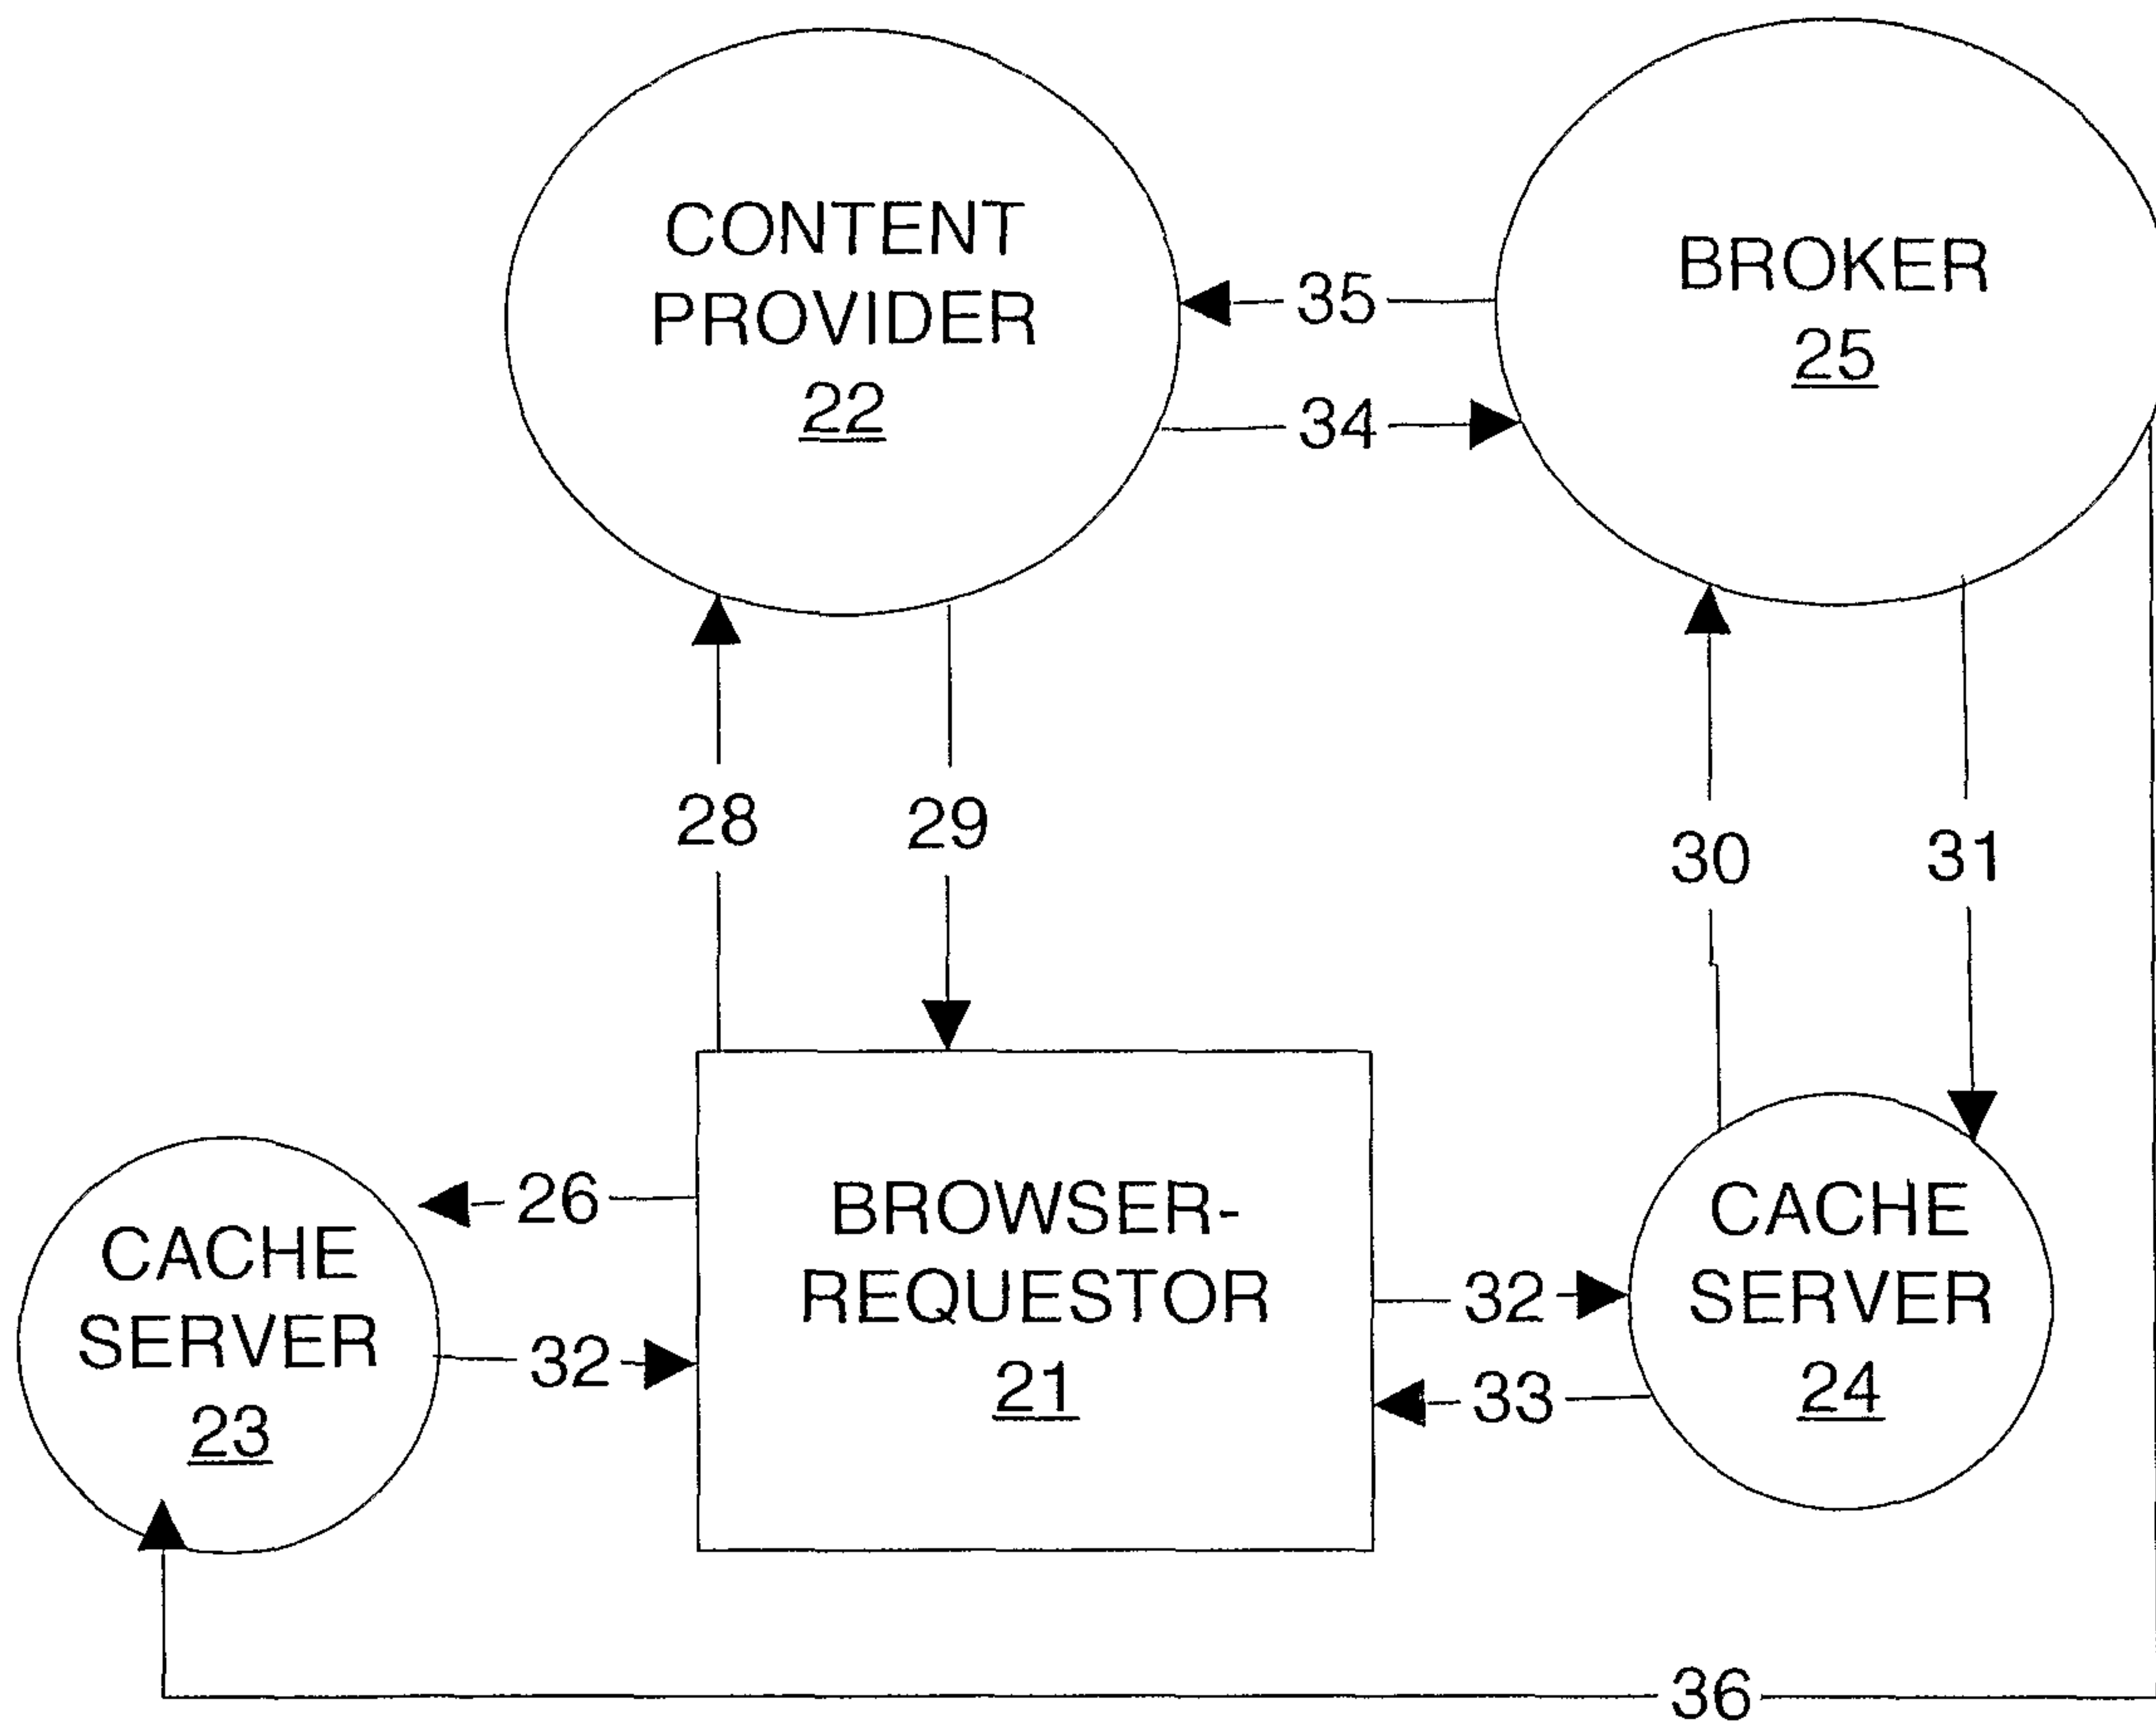 CONTENT
PROVIDER
22
BROKER
25
35
34
28
29
30
31
CACHE
SERVER
23
26
32
BROWSER-
REQUESTOR
21
32
33
CACHE
SERVER
24
36